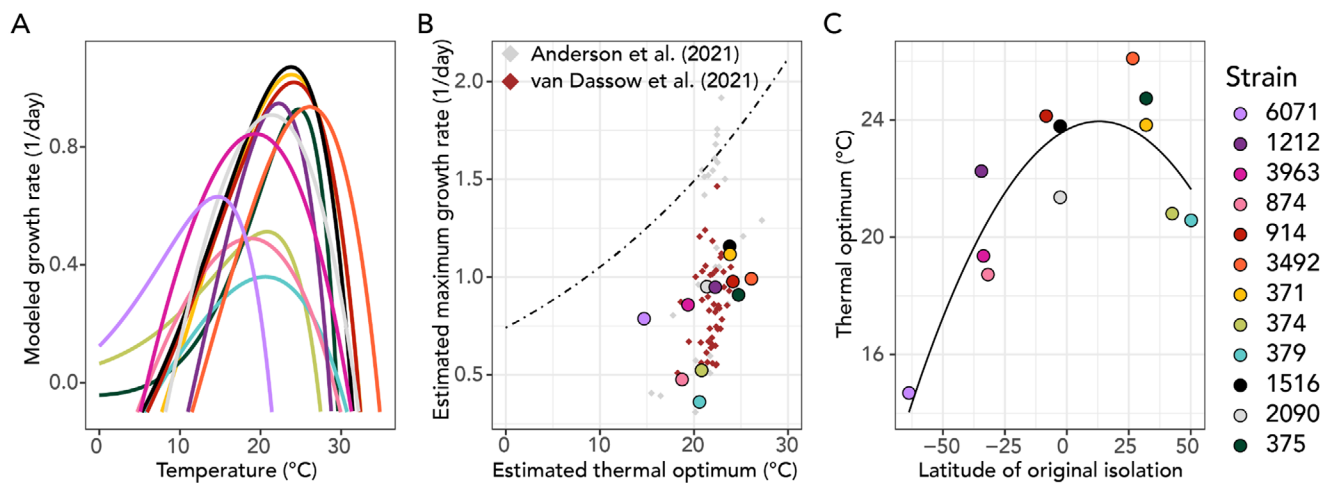 A
Modeled growth rate (1/day)
0.8
0.4
0.0
0
10
20
30
Temperature (°C)
B
Estimated maximum growth rate (1/day)
Anderson et al. (2021)
van Dassow et al. (2021)
2.0
1.5
1.0
0.5
0
10
20
30
Estimated thermal optimum (°C)
C
Thermal optimum (°C)
24
20
16
−50
−25
0
25
50
Latitude of original isolation
Strain
6071
1212
3963
874
914
3492
371
374
379
1516
2090
375